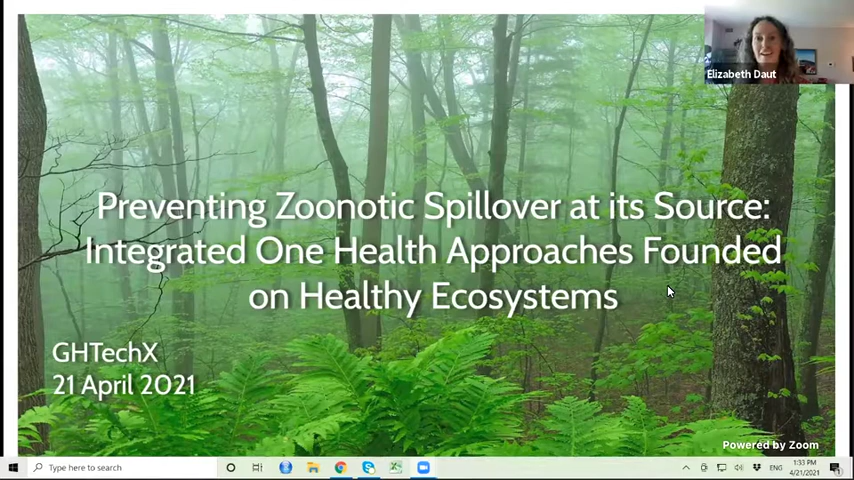 Elizabeth Daut
Preventing Zoonotic Spillover at its Source:
Integrated One Health Approaches Founded
on Healthy Ecosystems
GHTechX
21 April 2021
Powered by Zoom
Type here to search
ENG
1:33 PM
4/21/2021